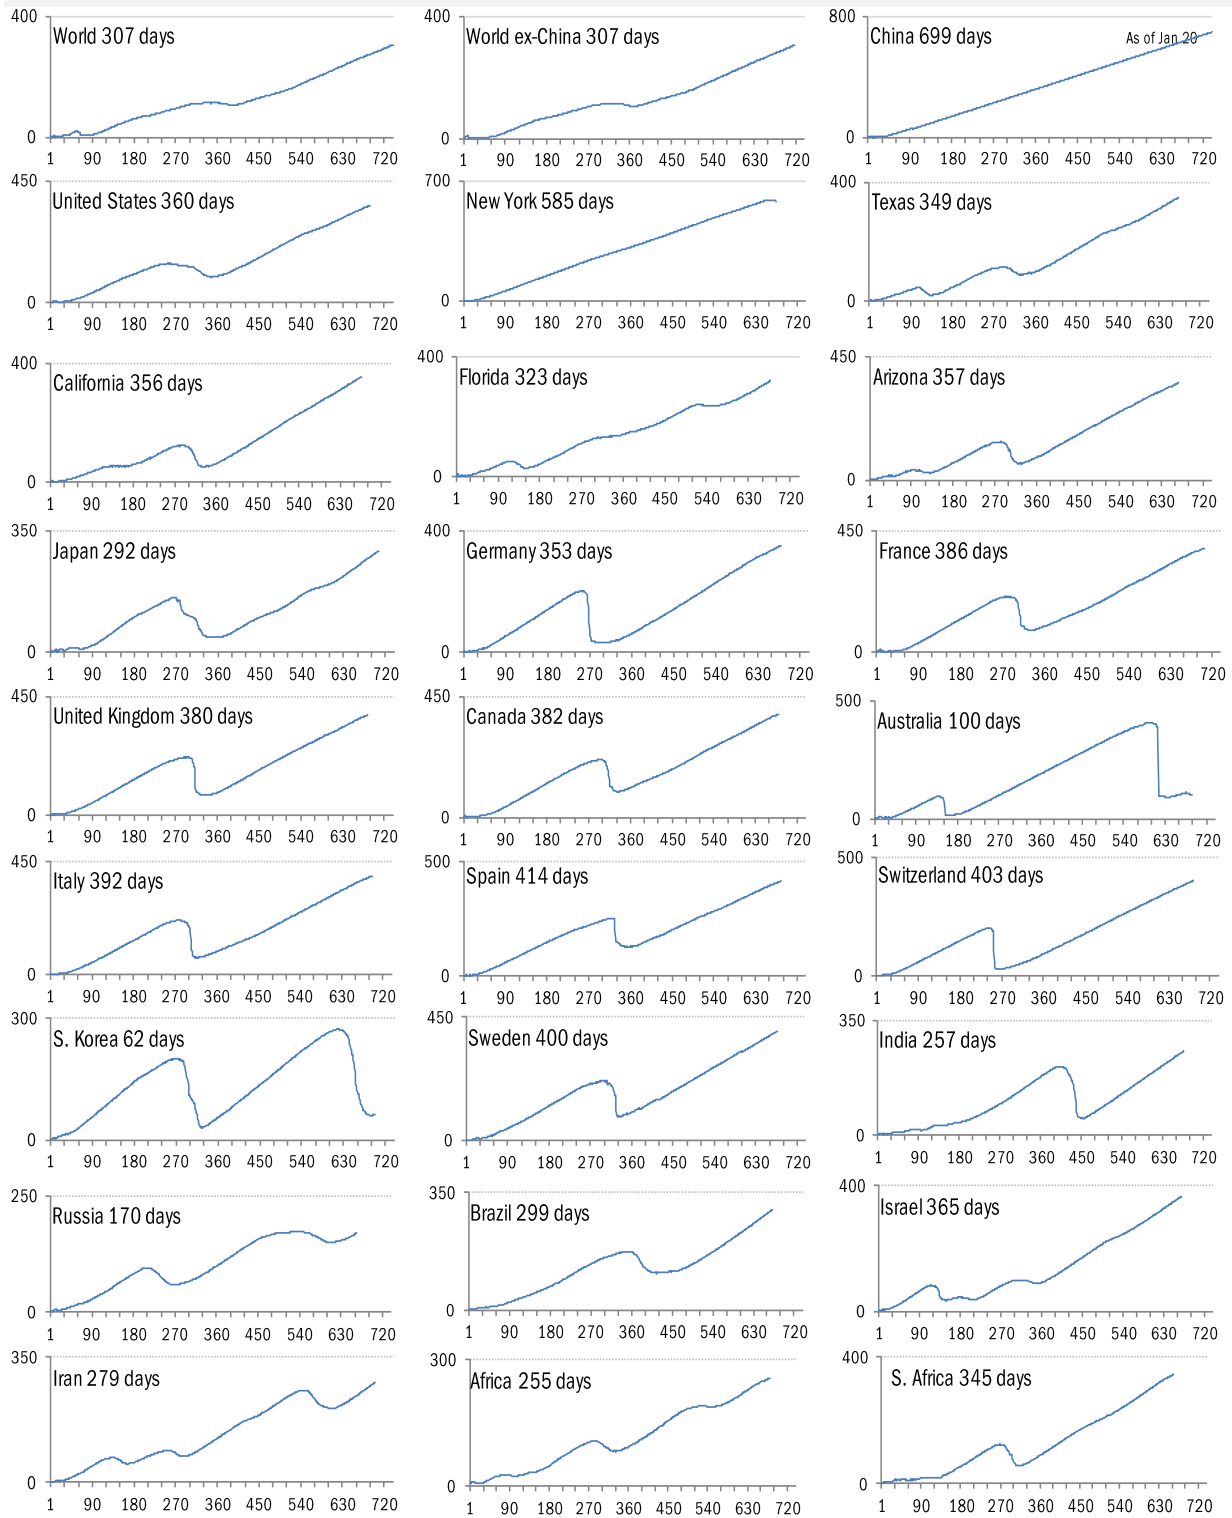 400 400 800
World 307 days World ex-China 307 days China 699 days As of Jan 20
0 0 0
1 90 180 270 360 450 540 630 720 1 90 180 270 360 450 540 630 720 1 90 180 270 360 450 540 630 720
450 700 400
United States 360 days New York 585 days Texas 349 days
0 0 0
1 90 180 270 360 450 540 630 720 1 90 180 270 360 450 540 630 720 1 90 180 270 360 450 540 630 720
400 400 450
California 356 days Florida 323 days Arizona 357 days
0 0 0
1 90 180 270 360 450 540 630 720 1 90 180 270 360 450 540 630 720 1 90 180 270 360 450 540 630 720
350 400 450
Japan 292 days Germany 353 days France 386 days
0 0 0
1 90 180 270 360 450 540 630 720 1 90 180 270 360 450 540 630 720 1 90 180 270 360 450 540 630 720
450 450 500
United Kingdom 380 days Canada 382 days Australia 100 days
0 0 0
1 90 180 270 360 450 540 630 720 1 90 180 270 360 450 540 630 720 1 90 180 270 360 450 540 630 720
450 500 500
Italy 392 days Spain 414 days Switzerland 403 days
0 0 0
1 90 180 270 360 450 540 630 720 1 90 180 270 360 450 540 630 720 1 90 180 270 360 450 540 630 720
300 450 350
S. Korea 62 days Sweden 400 days India 257 days
0 0 0
1 90 180 270 360 450 540 630 720 1 90 180 270 360 450 540 630 720 1 90 180 270 360 450 540 630 720
250 350 400
Russia 170 days Brazil 299 days Israel 365 days
0 0 0
1 90 180 270 360 450 540 630 720 1 90 180 270 360 450 540 630 720 1 90 180 270 360 450 540 630 720
350 300 400
Iran 279 days Africa 255 days S. Africa 345 days
0 0 0
1 90 180 270 360 450 540 630 720 1 90 180 270 360 450 540 630 720 1 90 180 270 360 450 540 630 720